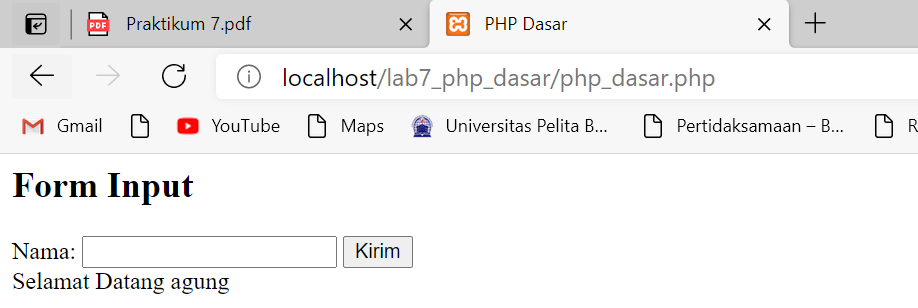 PDF Praktikum 7.pdf PHP Dasar
localhost/lab7_php_dasar/php_dasar.php
Gmail YouTube Maps Universitas Pelita B... Pertidaksamaan – B... R
Form Input
Nama: Kirim
Selamat Datang agung